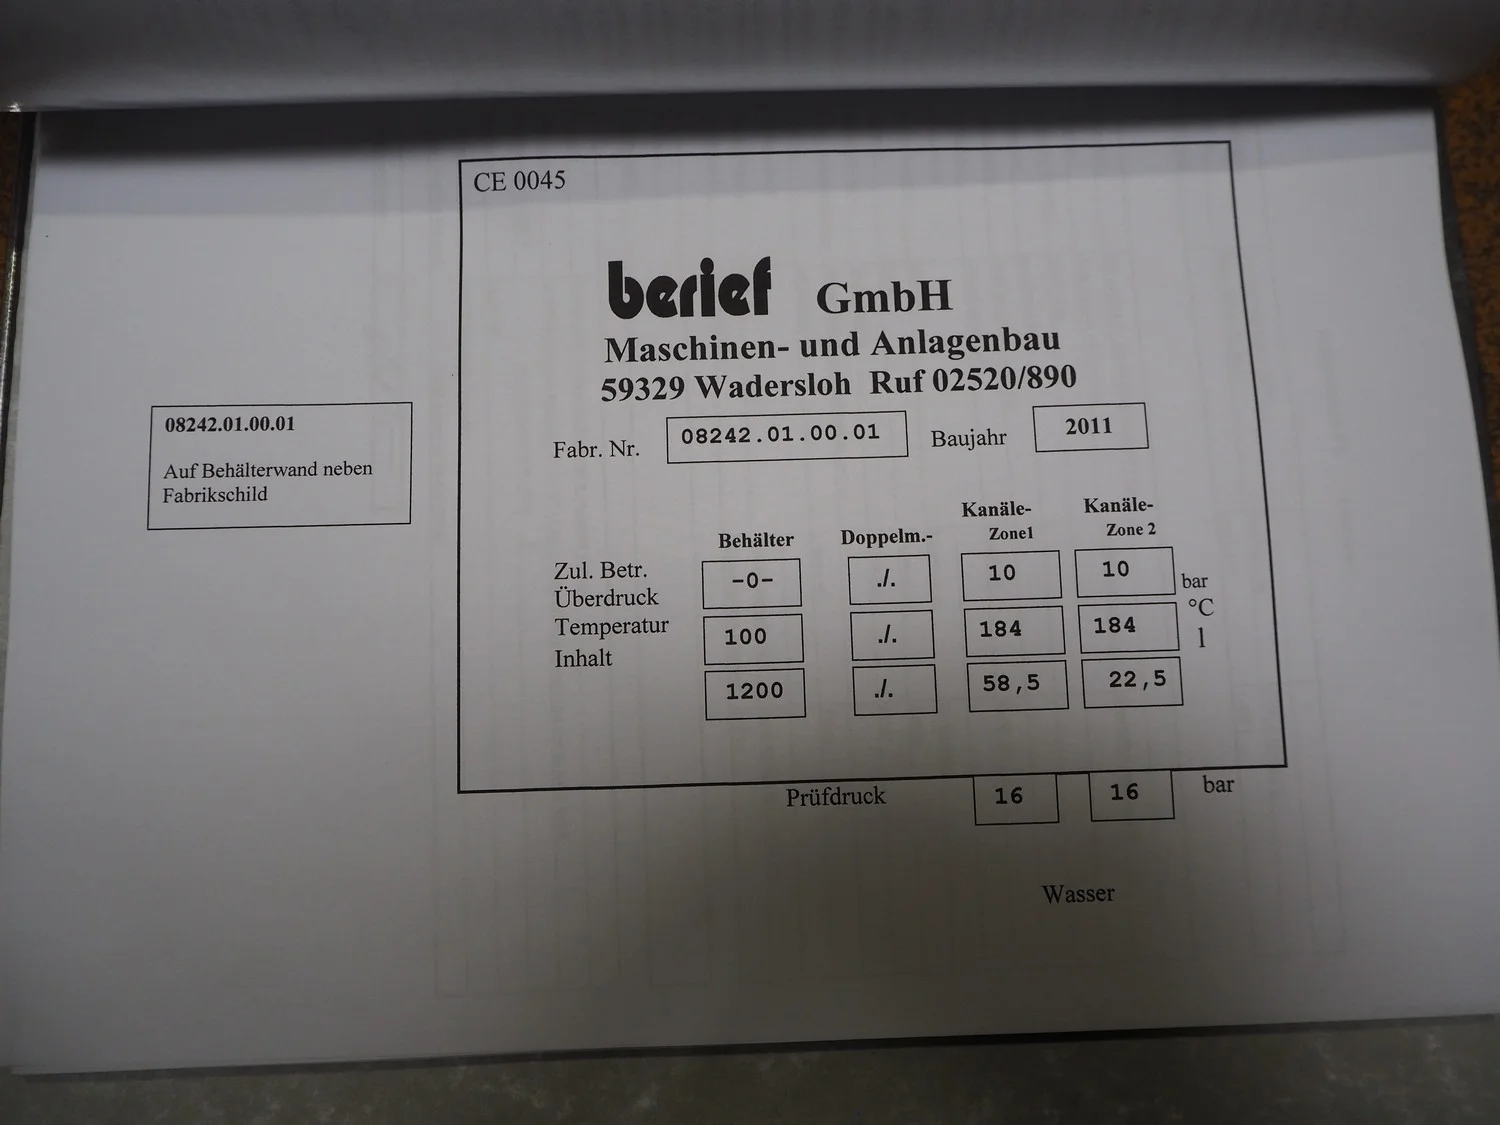 CE 0045
berief GmbH
Maschinen- und Anlagenbau
59329 Wadersloh Ruf 02520/890
Fabr. Nr. 08242.01.00.01 Baujahr 2011
08242.01.00.01
Auf Behälterwand neben
Fabrikschild
Behälter Doppelm.- Kanäle- Kanäle-
Zone1 Zone 2
Zul. Betr.
Überdruck -0- ./. 10 10 bar
Temperatur 100 ./. 184 184 °C
Inhalt 1200 ./. 58,5 22,5 l
Prüfdruck 16 16 bar
Wasser